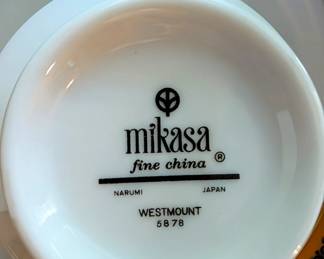 mikasa
fine china ®
NARUMI JAPAN
WESTMOUNT
5878